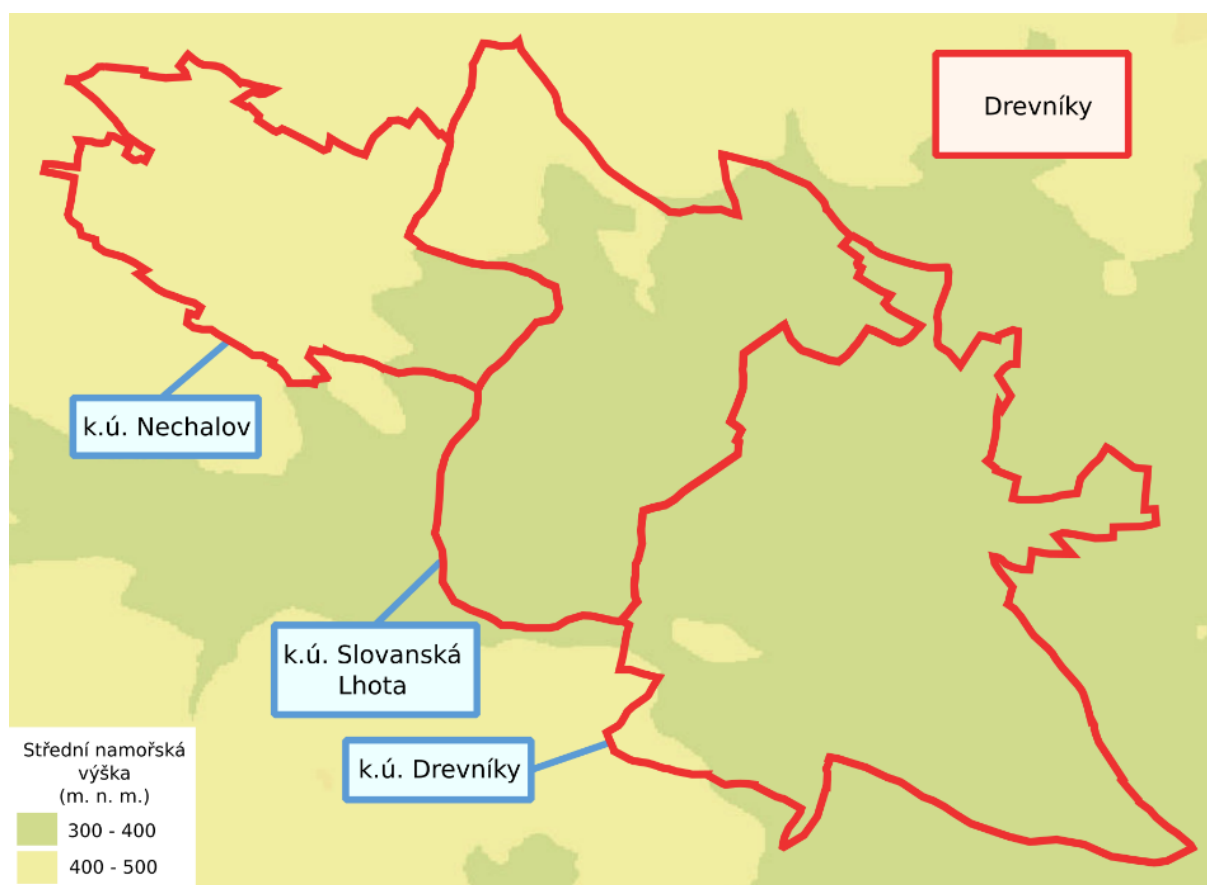 Drevníky
k.ú. Nechalov
k.ú. Slovanská
Lhota
k.ú. Drevníky
Střední namořská
výška
(m. n. m.)
300 - 400
400 - 500